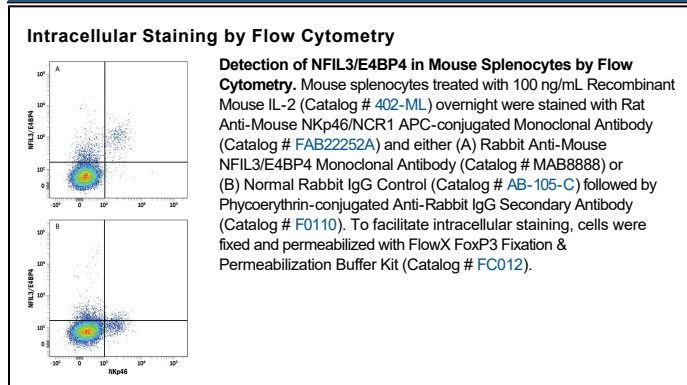 Intracellular Staining by Flow Cytometry
Detection of NFIL3/E4BP4 in Mouse Splenocytes by Flow
Cytometry. Mouse splenocytes treated with 100 ng/mL Recombinant
Mouse IL-2 (Catalog # 402-ML) overnight were stained with Rat
Anti-Mouse NKp46/NCR1 APC-conjugated Monoclonal Antibody
(Catalog # FAB22252A) and either (A) Rabbit Anti-Mouse
NFIL3/E4BP4 Monoclonal Antibody (Catalog # MAB8888) or
(B) Normal Rabbit IgG Control (Catalog # AB-105-C) followed by
Phycoerythrin-conjugated Anti-Rabbit IgG Secondary Antibody
(Catalog # F0110). To facilitate intracellular staining, cells were
fixed and permeabilized with FlowX FoxP3 Fixation &
Permeabilization Buffer Kit (Catalog # FC012).
A
NFIL3/E4BP4
B
NFIL3/E4BP4
NKp46